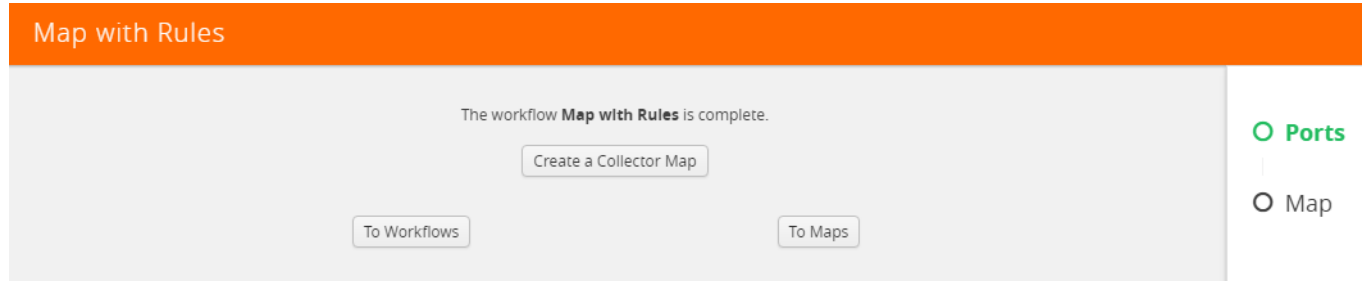 Map with Rules
The workflow Map with Rules is complete.
Create a Collector Map
To Workflows
To Maps
Ports
Map